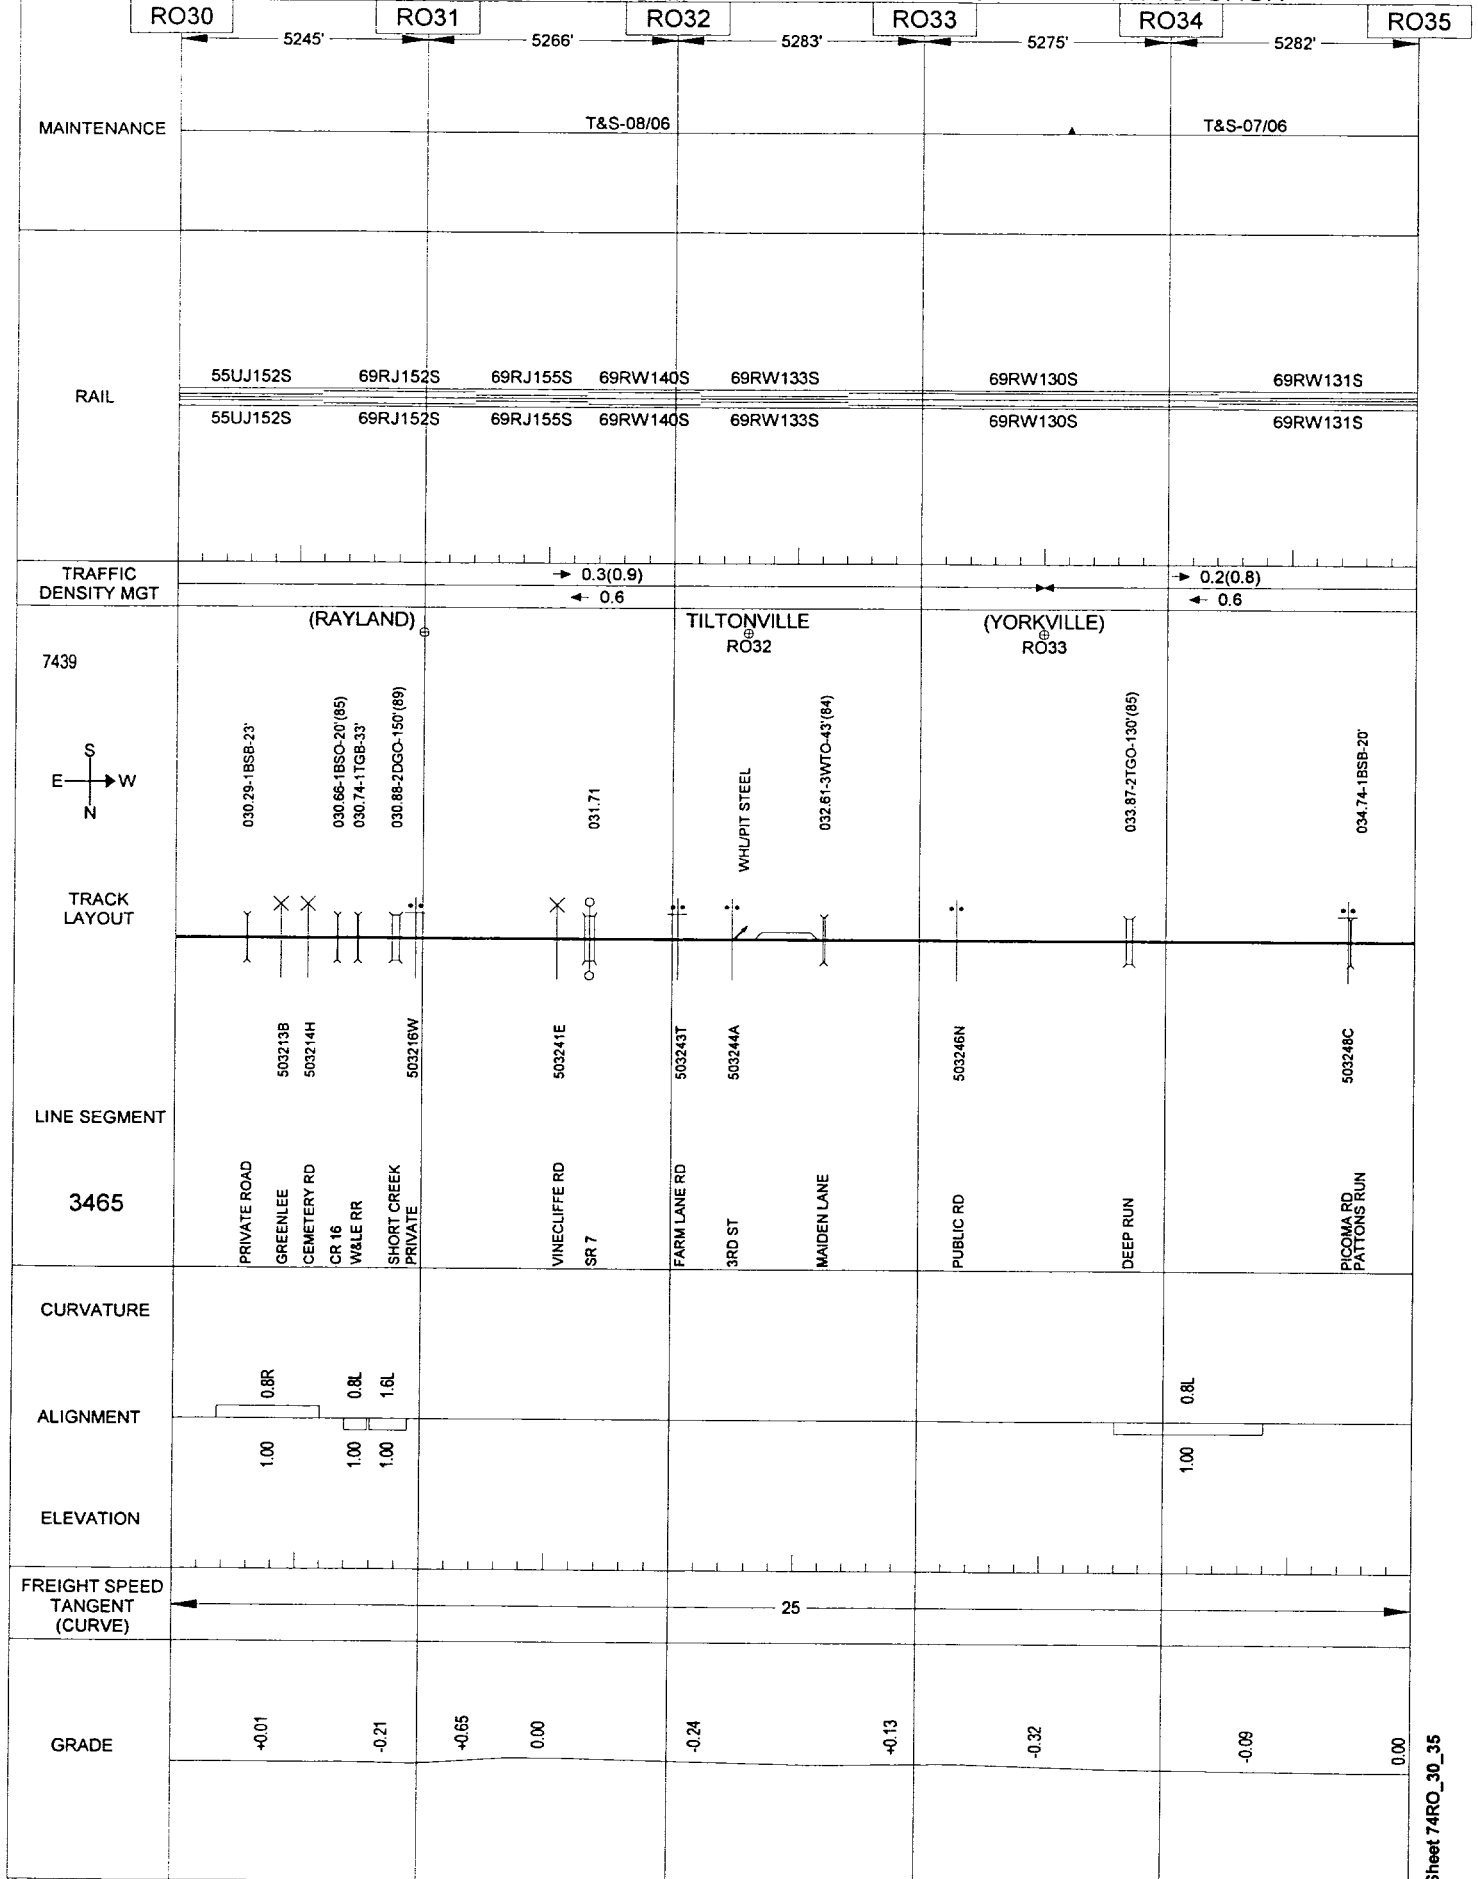 RO30 RO31 RO32 RO33 RO34 RO35
5245' 5266' 5283' 5275' 5282'
MAINTENANCE T&S-08/06 T&S-07/06
55UJ152S 69RJ152S 69RJ155S 69RW140S 69RW133S 69RW130S 69RW131S
RAIL
55UJ152S 69RJ152S 69RJ155S 69RW140S 69RW133S 69RW130S 69RW131S
TRAFFIC
DENSITY MGT
0.3(0.9) 0.2(0.8)
0.6 0.6
(RAYLAND) TILTONVILLE (YORKVILLE)
RO32 RO33
7439
S
E W
N
030.29-1BSB-23'
030.66-1BSO-20'(85)
030.74-1TGB-33'
030.88-2DGO-150'(89)
031.71
WHL/PIT STEEL
032.61-3WTO-43'(84)
033.87-2TGO-130'(85)
034.74-1BSB-20'
TRACK
LAYOUT
503213B
503214H
503216W
503241E
503243T
503244A
503246N
503248C
LINE SEGMENT
3465
PRIVATE ROAD
GREENLEE
CEMETERY RD
CR 16
W&LE RR
SHORT CREEK
PRIVATE
VINECLIFFE RD
SR 7
FARM LANE RD
3RD ST
MAIDEN LANE
PUBLIC RD
DEEP RUN
PICOMA RD
PATTONS RUN
CURVATURE
0.8R 0.8L 1.6L 0.8L
ALIGNMENT
1.00 1.00 1.00 1.00
ELEVATION
FREIGHT SPEED
TANGENT
(CURVE)
25
GRADE
+0.01 -0.21 +0.65 0.00 -0.24 +0.13 -0.32 -0.09 0.00
Sheet 74RO_30_35